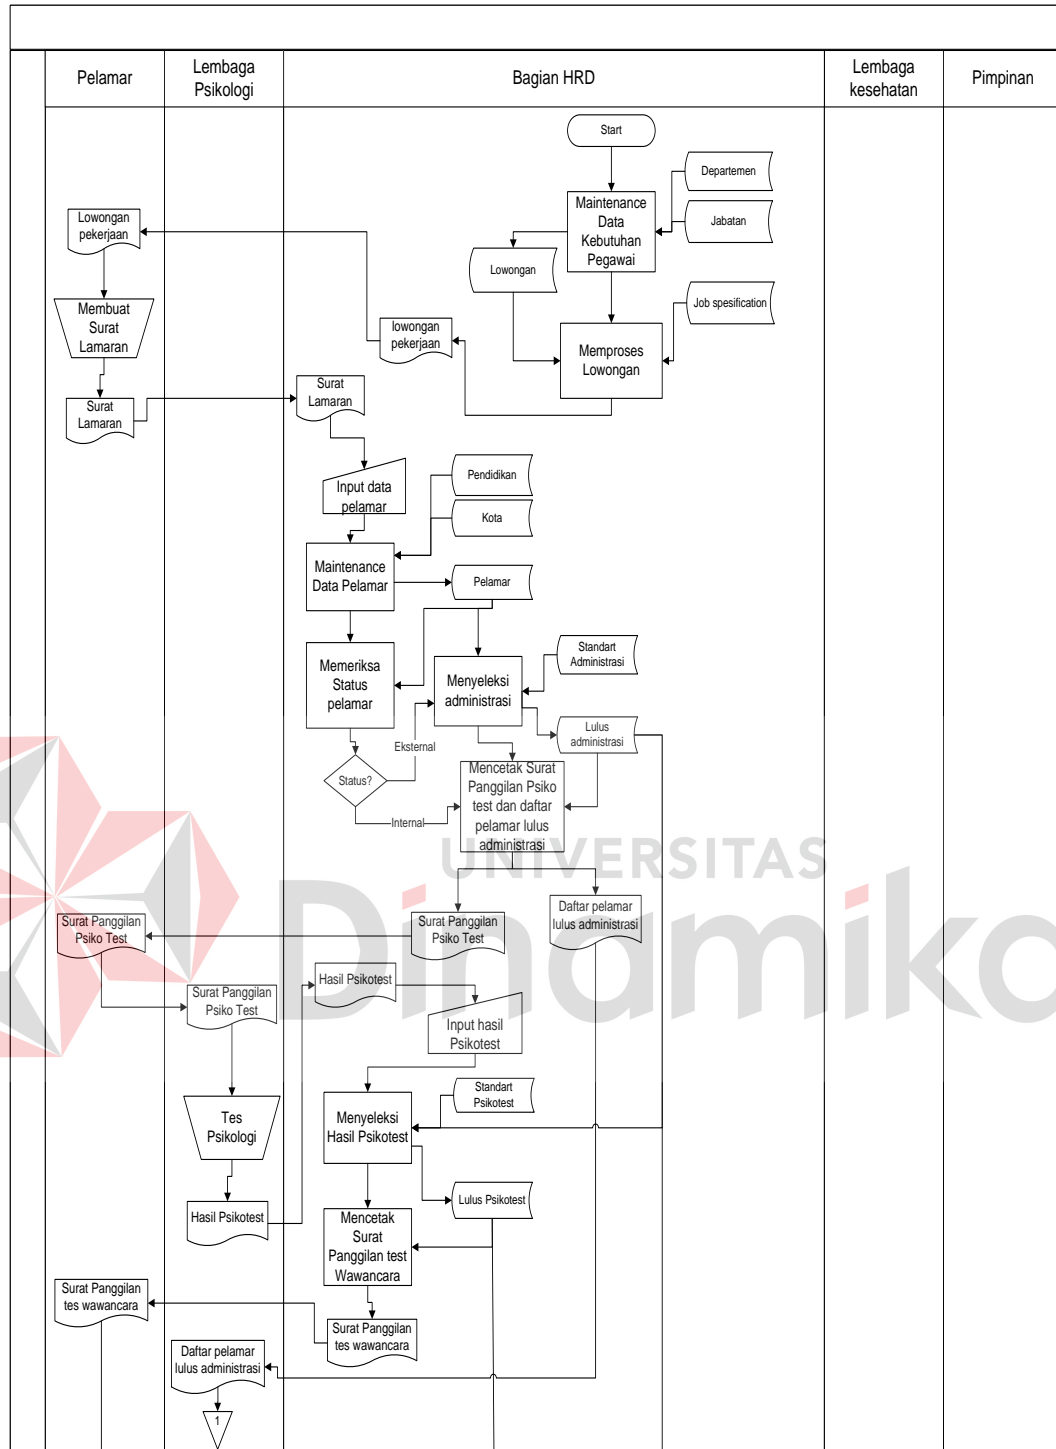 Pelamar
Lembaga
Psikologi
Bagian HRD
Lembaga
kesehatan
Pimpinan
Start
Departemen
Maintenance
Data
Kebutuhan
Pegawai
Jabatan
Lowongan
pekerjaan
Lowongan
Job spesification
Membuat
Surat
Lamaran
lowongan
pekerjaan
Memproses
Lowongan
Surat
Lamaran
Surat
Lamaran
Input data
pelamar
Pendidikan
Kota
Maintenance
Data Pelamar
Pelamar
Memeriksa
Status
pelamar
Menyeleksi
administrasi
Standart
Administrasi
Lulus
administrasi
Eksternal
Status?
Mencetak Surat
Panggilan Psiko
test dan daftar
pelamar lulus
administrasi
Internal
UNIVERSITAS
Dinamika
Surat Panggilan
Psiko Test
Surat Panggilan
Psiko Test
Daftar pelamar
lulus administrasi
Surat Panggilan
Psiko Test
Hasil Psikotest
Input hasil
Psikotest
Tes
Psikologi
Menyeleksi
Hasil Psikotest
Standart
Psikotest
Hasil Psikotest
Lulus Psikotest
Mencetak
Surat
Panggilan test
Wawancara
Surat Panggilan
tes wawancara
Surat Panggilan
tes wawancara
Daftar pelamar
lulus administrasi
1